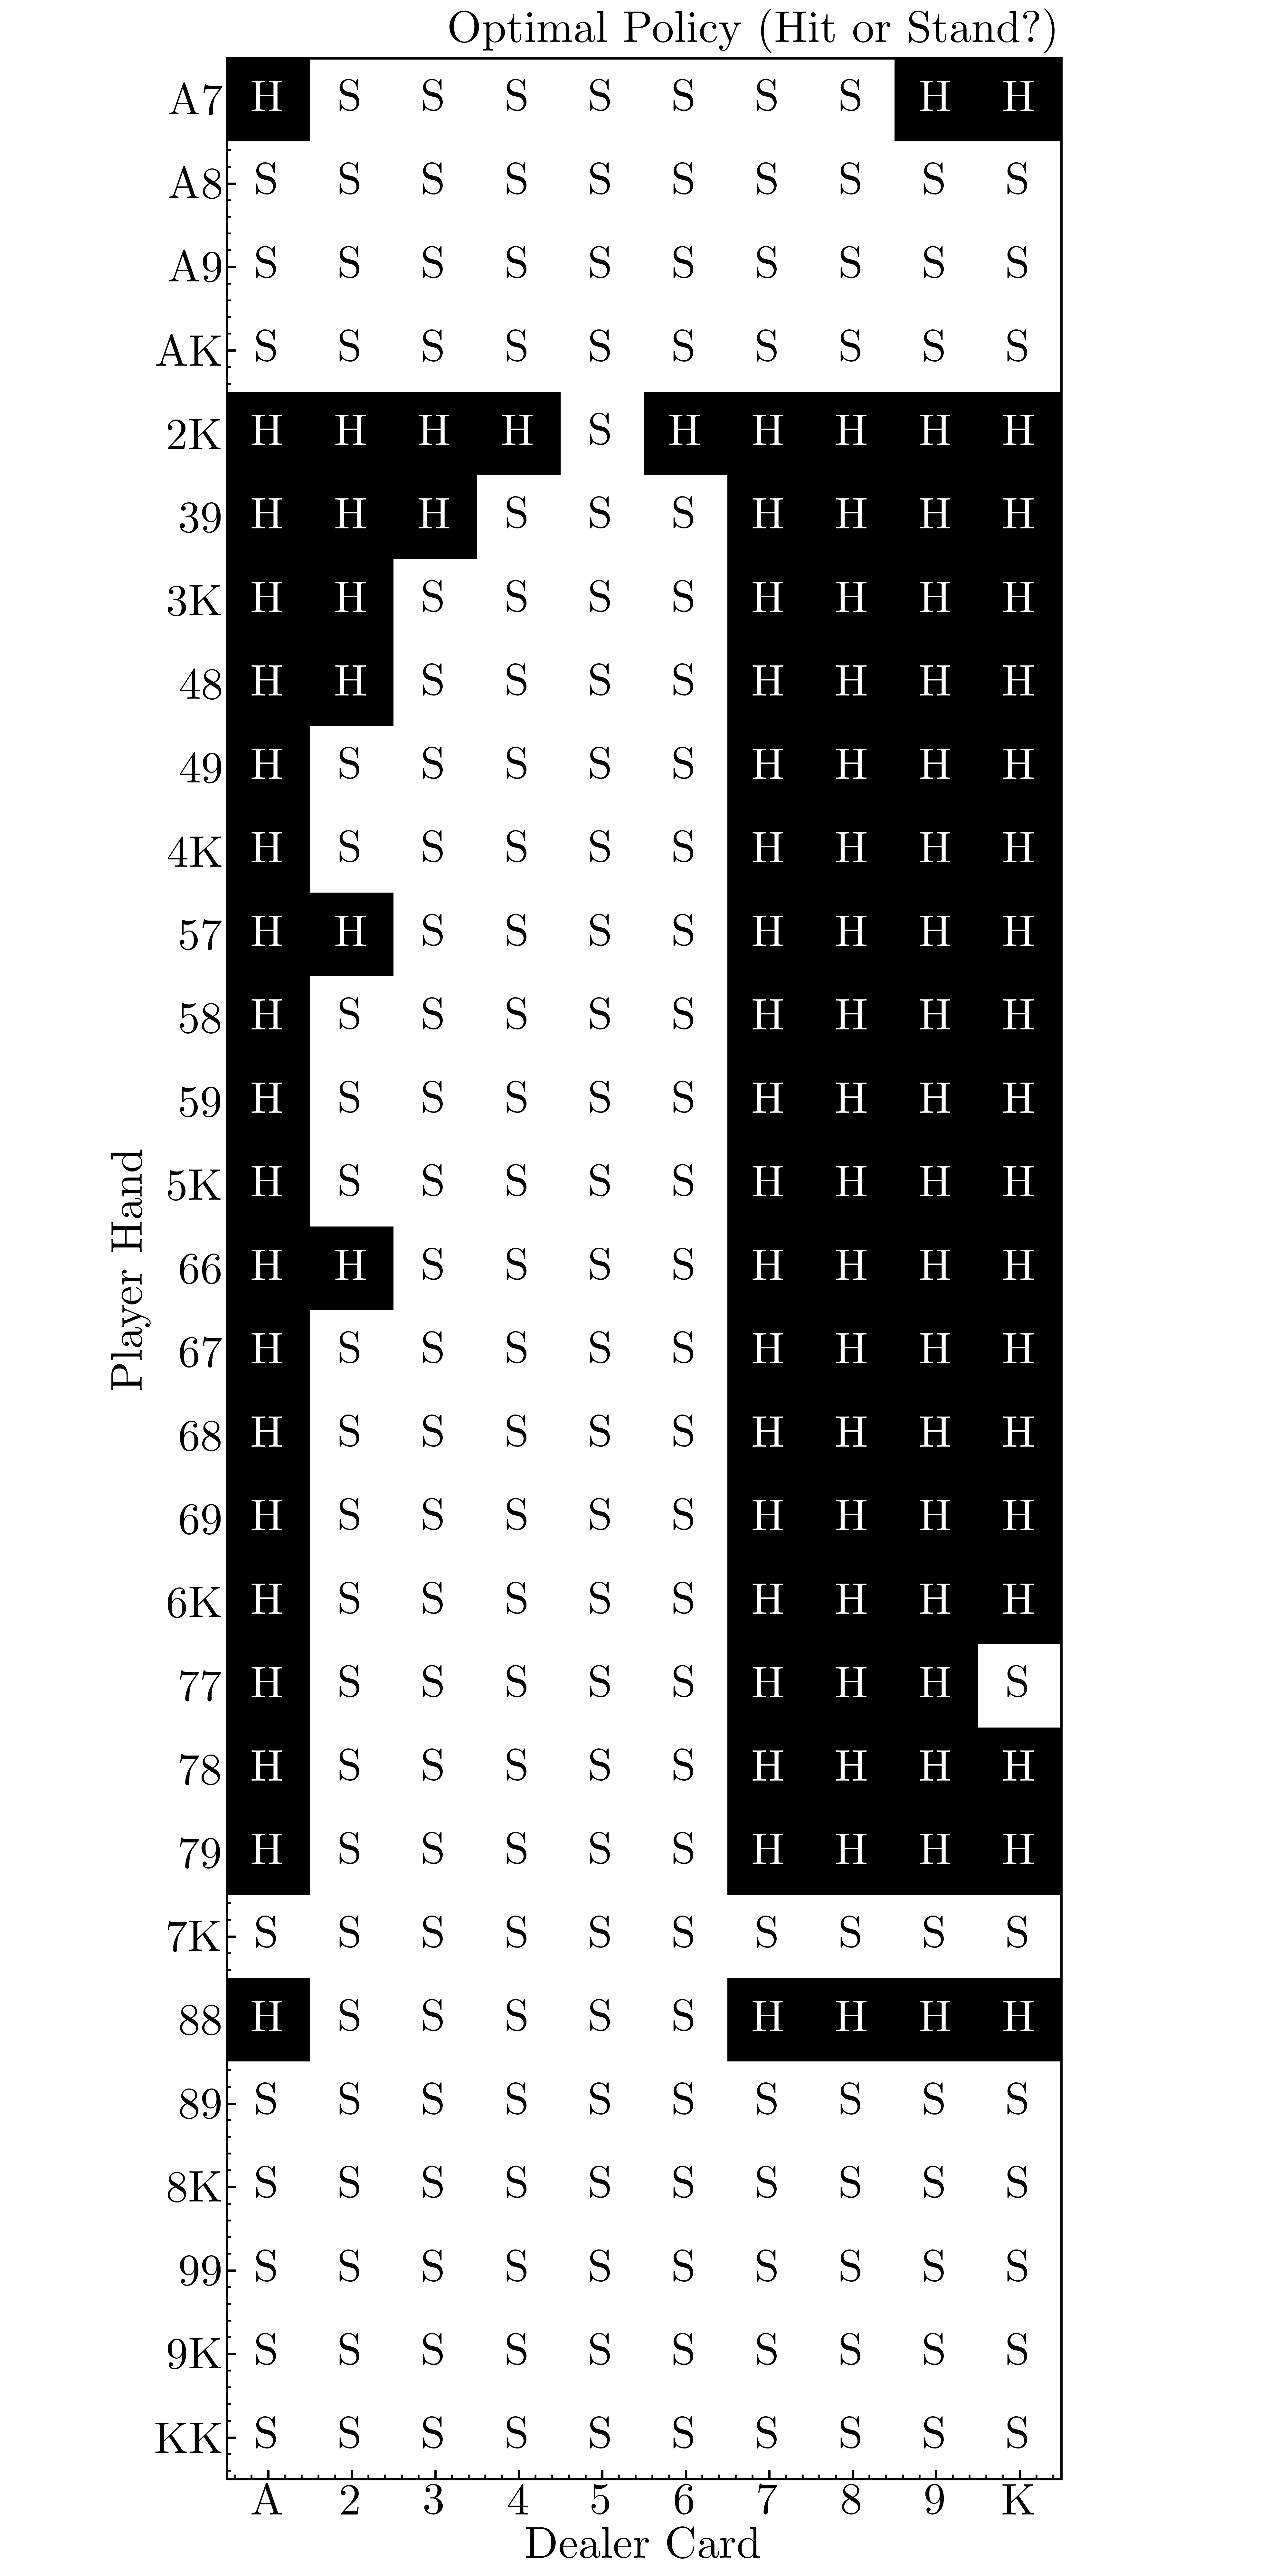 Optimal Policy (Hit or Stand?)
A7 H S S S S S S S H H
A8 S S S S S S S S S S
A9 S S S S S S S S S S
AK S S S S S S S S S S
2K H H H H S H H H H H
39 H H H S S S H H H H
3K H H S S S S H H H H
48 H H S S S S H H H H
49 H S S S S S H H H H
4K H S S S S S H H H H
57 H H S S S S H H H H
58 H S S S S S H H H H
59 H S S S S S H H H H
5K H S S S S S H H H H
66 H H S S S S H H H H
67 H S S S S S H H H H
68 H S S S S S H H H H
69 H S S S S S H H H H
6K H S S S S S H H H H
77 H S S S S S H H H S
78 H S S S S S H H H H
79 H S S S S S H H H H
7K S S S S S S S S S S
88 H S S S S S H H H H
89 S S S S S S S S S S
8K S S S S S S S S S S
99 S S S S S S S S S S
9K S S S S S S S S S S
KK S S S S S S S S S S
A 2 3 4 5 6 7 8 9 K
Dealer Card
Player Hand